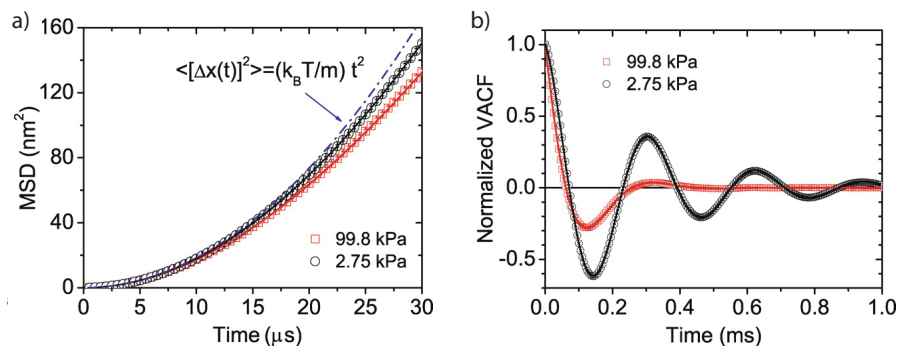 a)
160
<[Δx(t)]²>=(k_BT/m) t²
120
MSD (nm²)
80
40
99.8 kPa
2.75 kPa
0
0 5 10 15 20 25 30
Time (μs)
b)
1.0
99.8 kPa
2.75 kPa
Normalized VACF
0.5
0.0
-0.5
0.0 0.2 0.4 0.6 0.8 1.0
Time (ms)